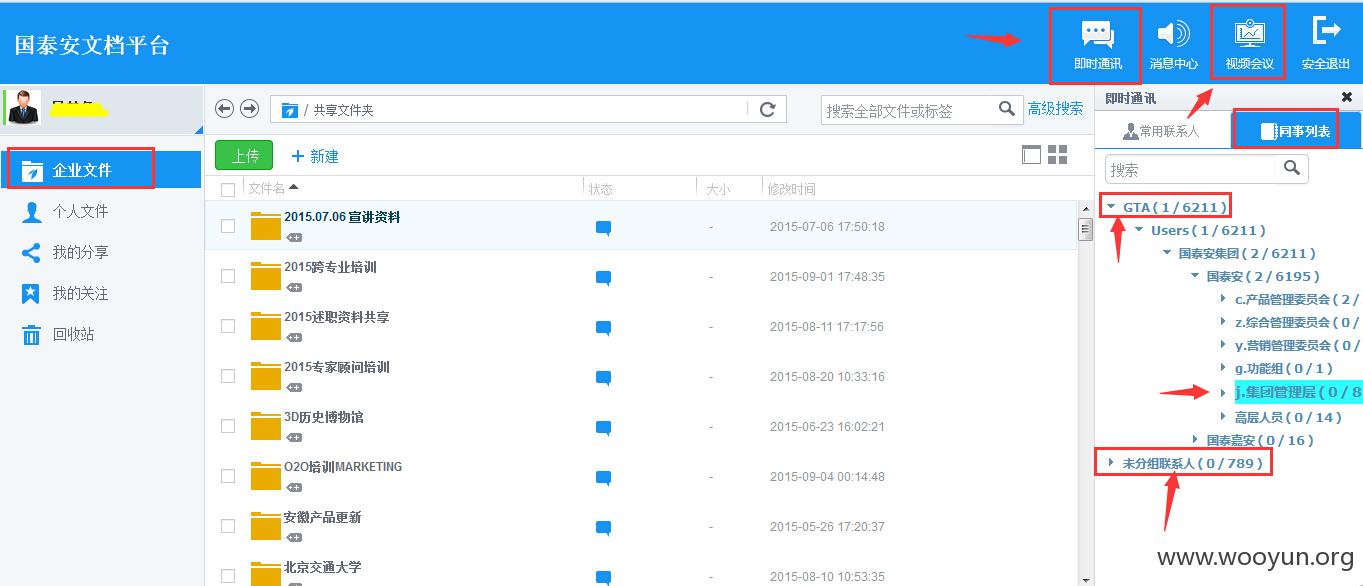 国泰安文档平台
即时通讯
消息中心
视频会议
安全退出
企业文件
个人文件
我的分享
我的关注
回收站
/ 共享文件夹
搜索全部文件或标签
高级搜索
上传
+ 新建
文件名
状态
大小
修改时间
2015.07.06 宣讲资料
-
2015-07-06 17:50:18
2015跨专业培训
-
2015-09-01 17:48:35
2015述职资料共享
-
2015-08-11 17:17:56
2015专家顾问培训
-
2015-08-20 10:33:16
3D历史博物馆
-
2015-06-23 16:02:21
O2O培训MARKETING
-
2015-09-04 00:14:48
安徽产品更新
-
2015-05-26 17:20:37
北京交通大学
-
2015-08-10 10:53:35
即时通讯
常用联系人
同事列表
搜索
GTA ( 1 / 6211 )
Users ( 1 / 6211 )
国泰安集团 ( 2 / 6211 )
国泰安 ( 2 / 6195 )
c.产品管理委员会 ( 2 /
z.综合管理委员会 ( 0 /
y.营销管理委员会 ( 0 /
g.功能组 ( 0 / 1 )
j.集团管理层 ( 0 / 8
高层人员 ( 0 / 14 )
国泰嘉安 ( 0 / 16 )
未分组联系人 ( 0 / 789 )
www.wooyun.org